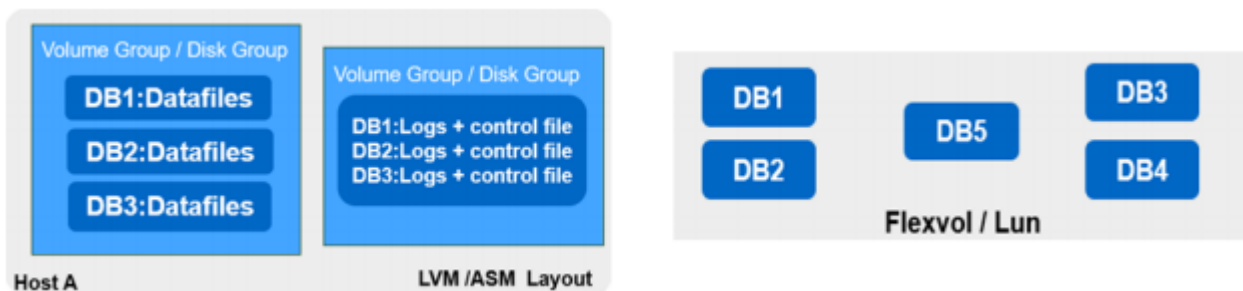 Volume Group / Disk Group
DB1:Datafiles
DB2:Datafiles
DB3:Datafiles
Volume Group / Disk Group
DB1:Logs + control file
DB2:Logs + control file
DB3:Logs + control file
Host A
LVM /ASM Layout
DB1
DB2
DB5
DB3
DB4
Flexvol / Lun